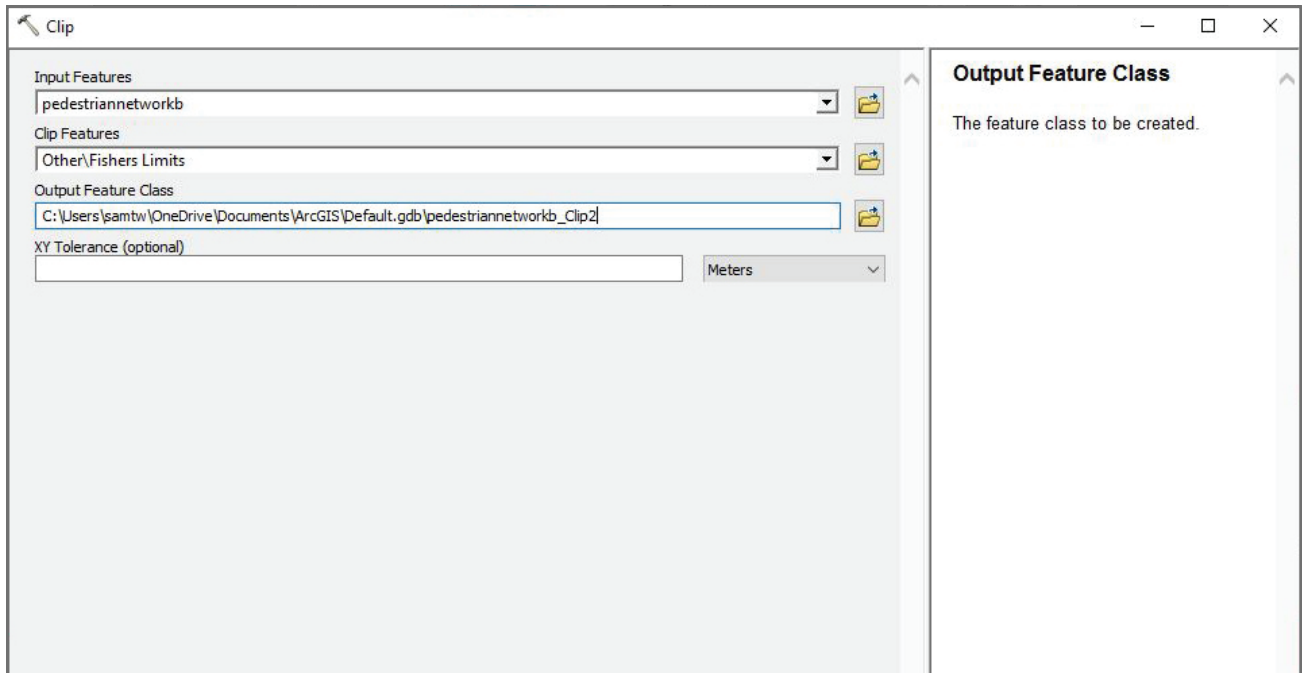 Clip
Input Features
pedestriannetworkb
Clip Features
Other\Fishers Limits
Output Feature Class
C:\Users\samtw\OneDrive\Documents\ArcGIS\Default.gdb\pedestriannetworkb_Clip2
XY Tolerance (optional)
Meters
Output Feature Class
The feature class to be created.